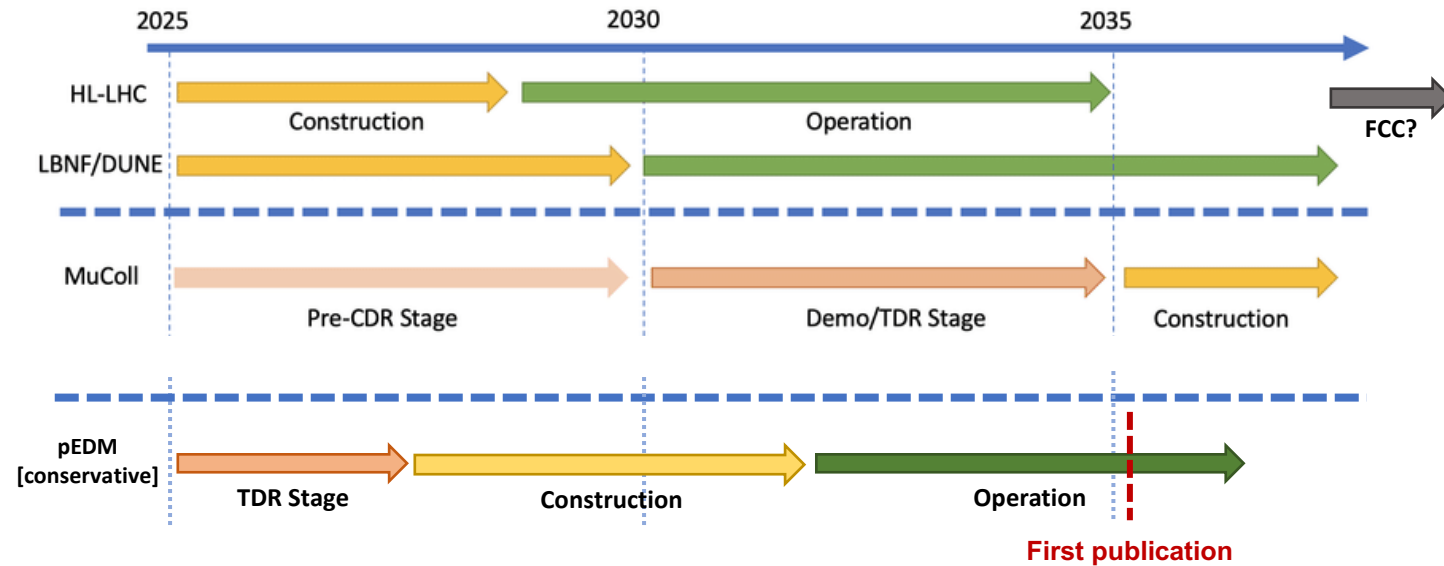 2025
2030
2035
HL-LHC
Construction
Operation
FCC?
LBNF/DUNE
MuColl
Pre-CDR Stage
Demo/TDR Stage
Construction
pEDM
[conservative]
TDR Stage
Construction
Operation
First publication